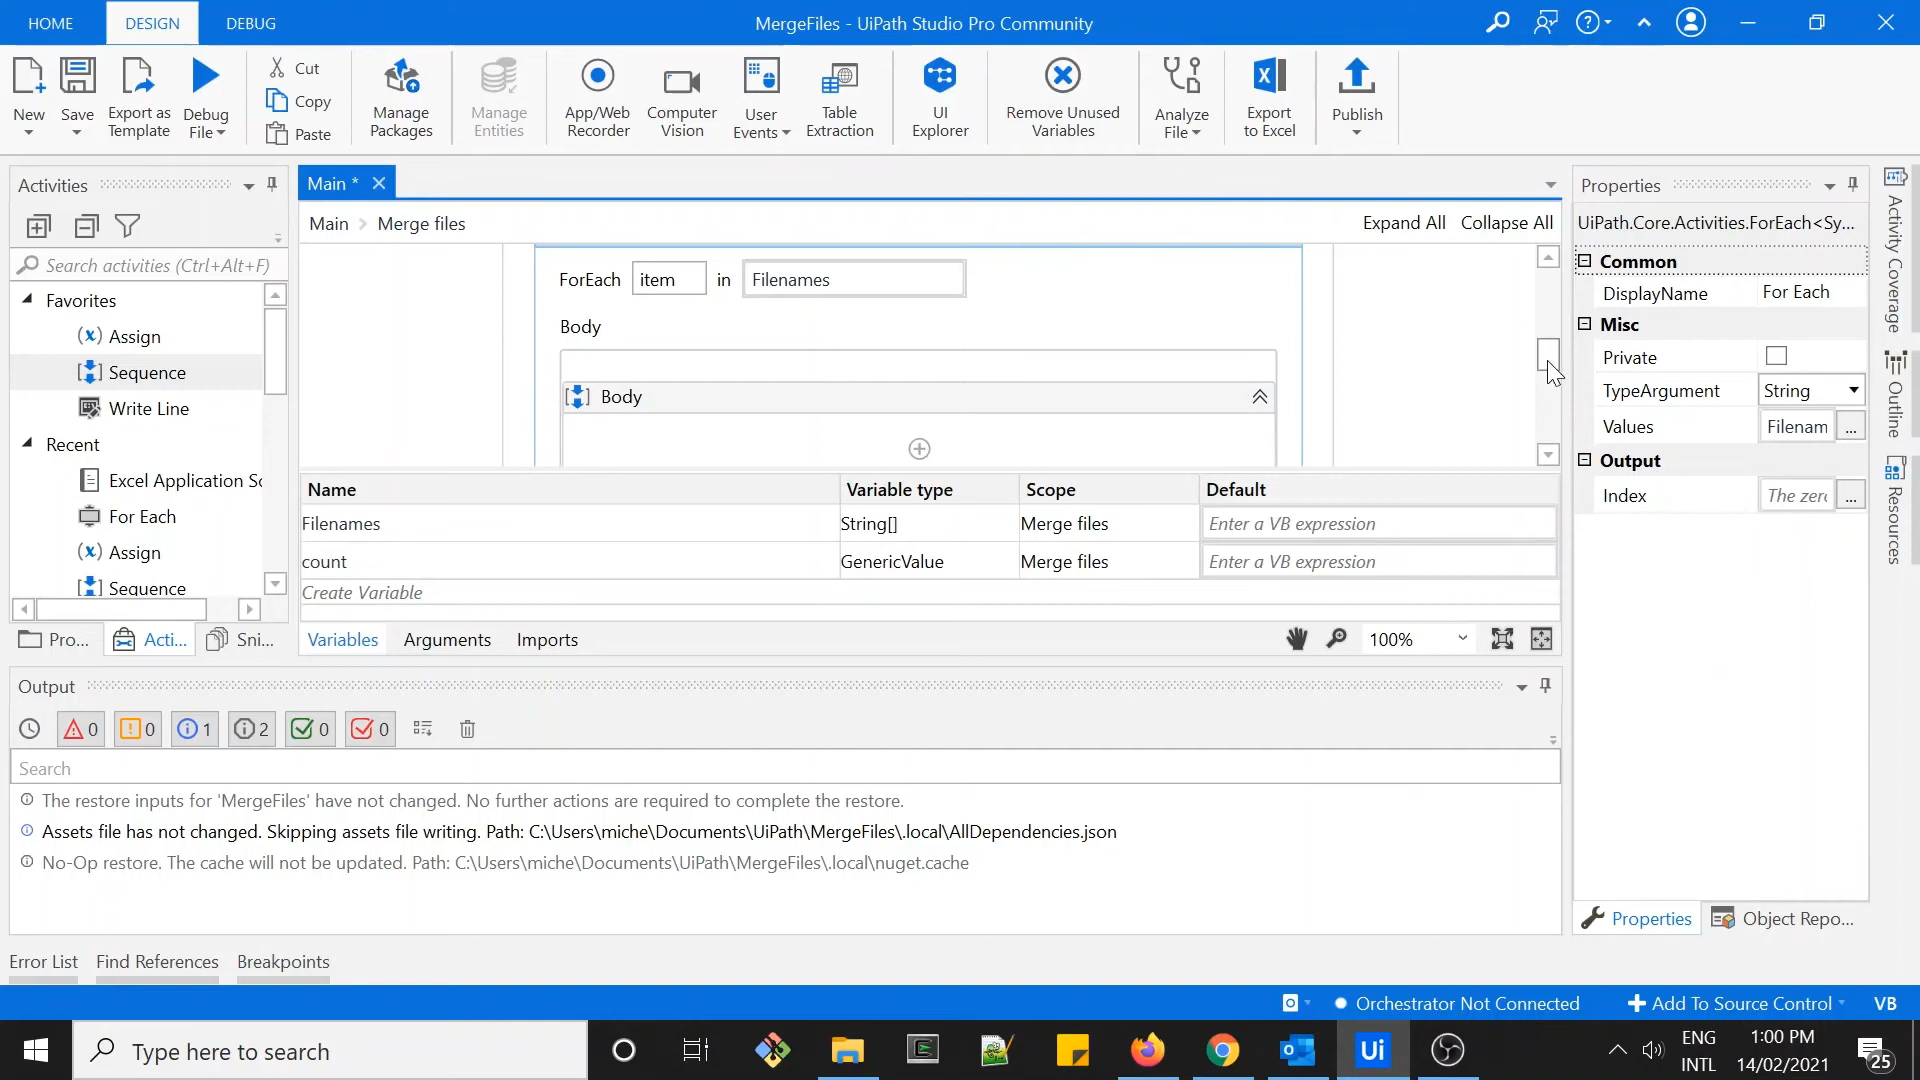 HOME DESIGN DEBUG MergeFiles - UiPath Studio Pro Community
New Save Export as Template Debug File Cut Copy Paste Manage Packages Manage Entities App/Web Recorder Computer Vision User Events Table Extraction UI Explorer Remove Unused Variables Analyze File Export to Excel Publish
Activities
Search activities (Ctrl+Alt+F)
Favorites
Assign
Sequence
Write Line
Recent
Excel Application Sc
For Each
Assign
Sequence
Pro... Acti... Sni...
Main *
Main Merge files Expand All Collapse All
ForEach item in Filenames
Body
Body
Name Variable type Scope Default
Filenames String[] Merge files Enter a VB expression
count GenericValue Merge files Enter a VB expression
Create Variable
Variables Arguments Imports 100%
Properties
UiPath.Core.Activities.ForEach<Sy...
Common
DisplayName For Each
Misc
Private
TypeArgument String
Values Filenam ...
Output
Index The zero ...
Properties Object Repo...
Activity Coverage
Outline
Resources
Output
0 0 1 2 0 0
Search
The restore inputs for 'MergeFiles' have not changed. No further actions are required to complete the restore.
Assets file has not changed. Skipping assets file writing. Path: C:\Users\miche\Documents\UiPath\MergeFiles\.local\AllDependencies.json
No-Op restore. The cache will not be updated. Path: C:\Users\miche\Documents\UiPath\MergeFiles\.local\nuget.cache
Error List Find References Breakpoints
Orchestrator Not Connected Add To Source Control VB
Type here to search
Ui
ENG
INTL
1:00 PM
14/02/2021
25